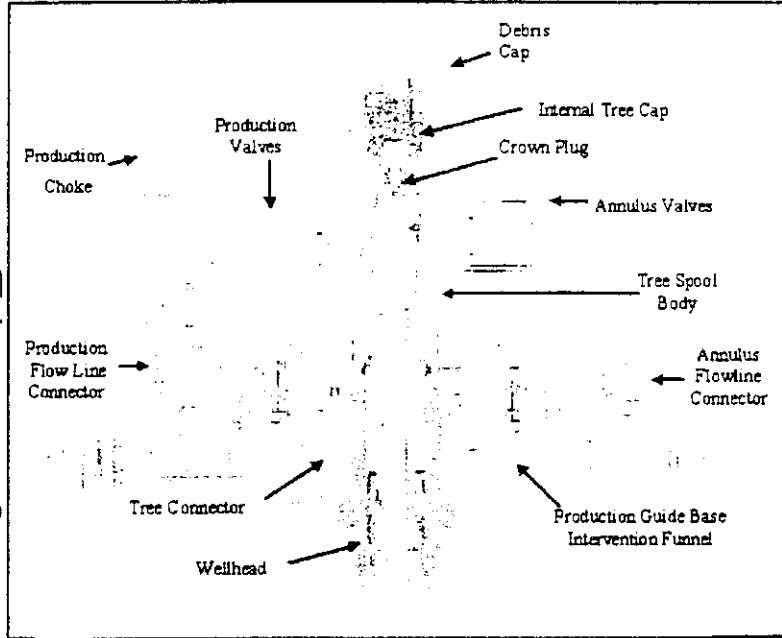 Debris
Cap
Internal Tree Cap
Production
Valves
Crown Plug
Production
Choke
Annulus Valves
Tree Spool
Body
Production
Flow Line
Connector
Annulus
Flowline
Connector
Tree Connector
Production Guide Base
Intervention Funnel
Wellhead